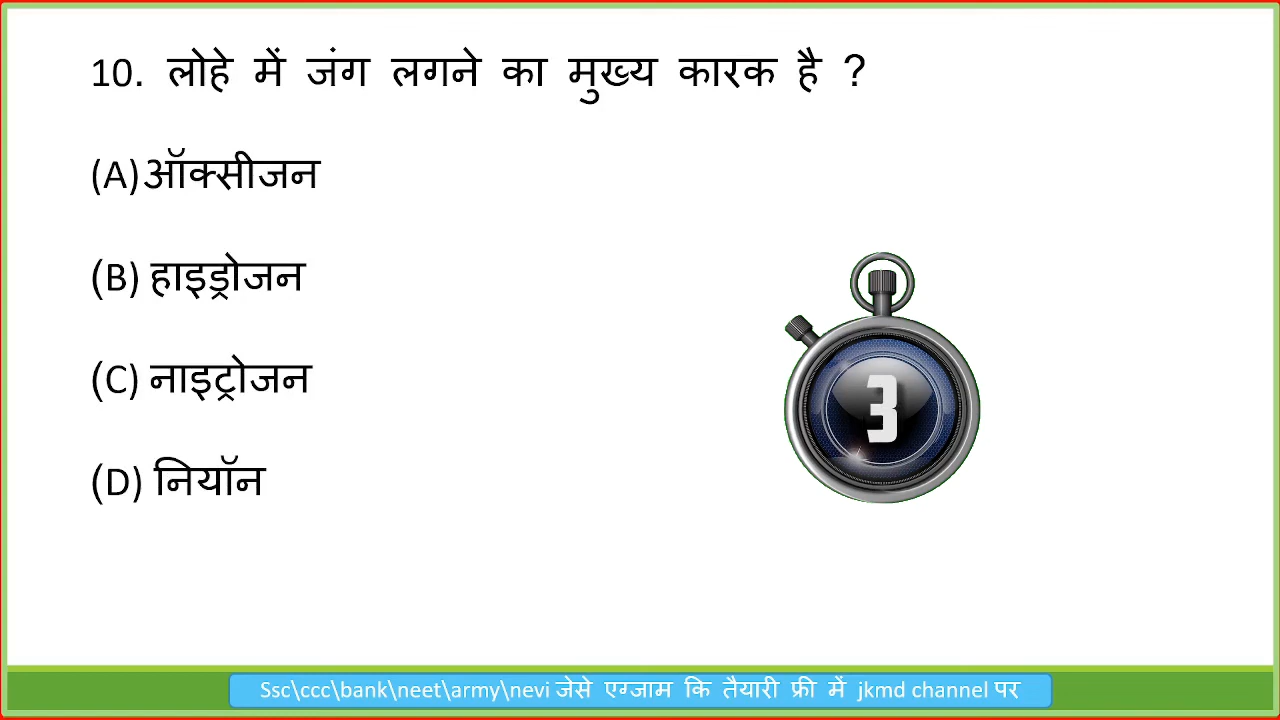 10. लोहे में जंग लगने का मुख्य कारक है ?
(A)ऑक्सीजन
(B) हाइड्रोजन
(C) नाइट्रोजन
(D) नियॉन
3
Ssc\ccc\bank\neet\army\nevi जेसे एग्जाम कि तैयारी फ्री में jkmd channel पर